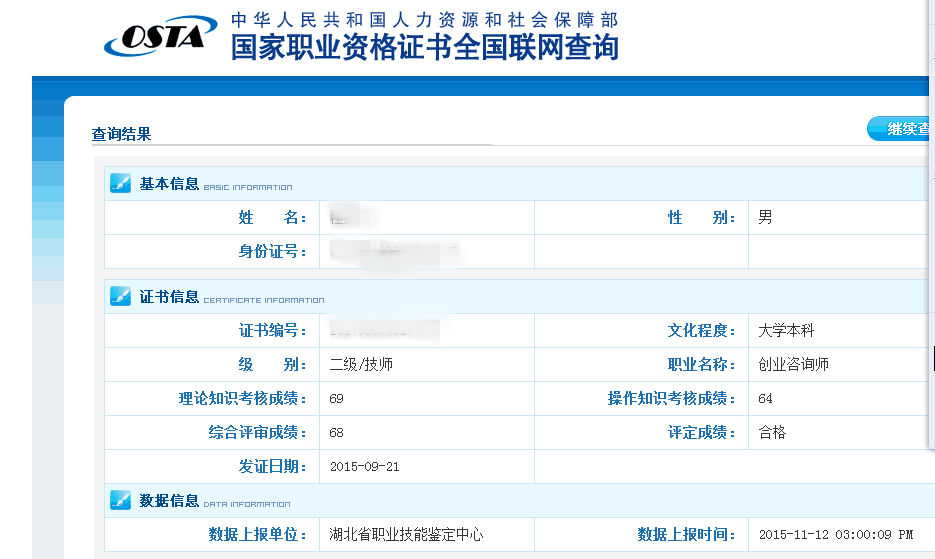 OSTA 中华人民共和国人力资源和社会保障部
国家职业资格证书全国联网查询
查询结果
继续查
基本信息 BASIC INFORMATION
姓 名： 性 别： 男
身份证号：
证书信息 CERTIFICATE INFORMATION
证书编号： 文化程度： 大学本科
级 别： 二级/技师 职业名称： 创业咨询师
理论知识考核成绩： 69 操作知识考核成绩： 64
综合评审成绩： 68 评定成绩： 合格
发证日期： 2015-09-21
数据信息 DATA INFORMATION
数据上报单位： 湖北省职业技能鉴定中心 数据上报时间： 2015-11-12 03:00:09 PM